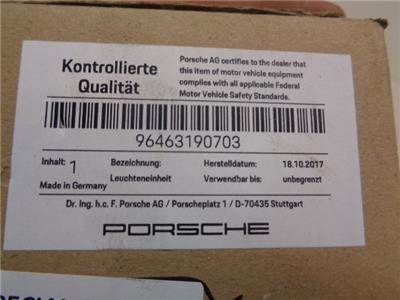 Kontrollierte
Qualität
Porsche AG certifies to the dealer that
this item of motor vehicle equipment
complies with all applicable Federal
Motor Vehicle Safety Standards.
96463190703
Inhalt: 1 Bezeichnung: Herstelldatum: 18.10.2017
Made in Germany Leuchteneinheit Verwendbar bis: unbegrenzt
Dr. Ing. h.c. F. Porsche AG / Porscheplatz 1 / D-70435 Stuttgart
PORSCHE